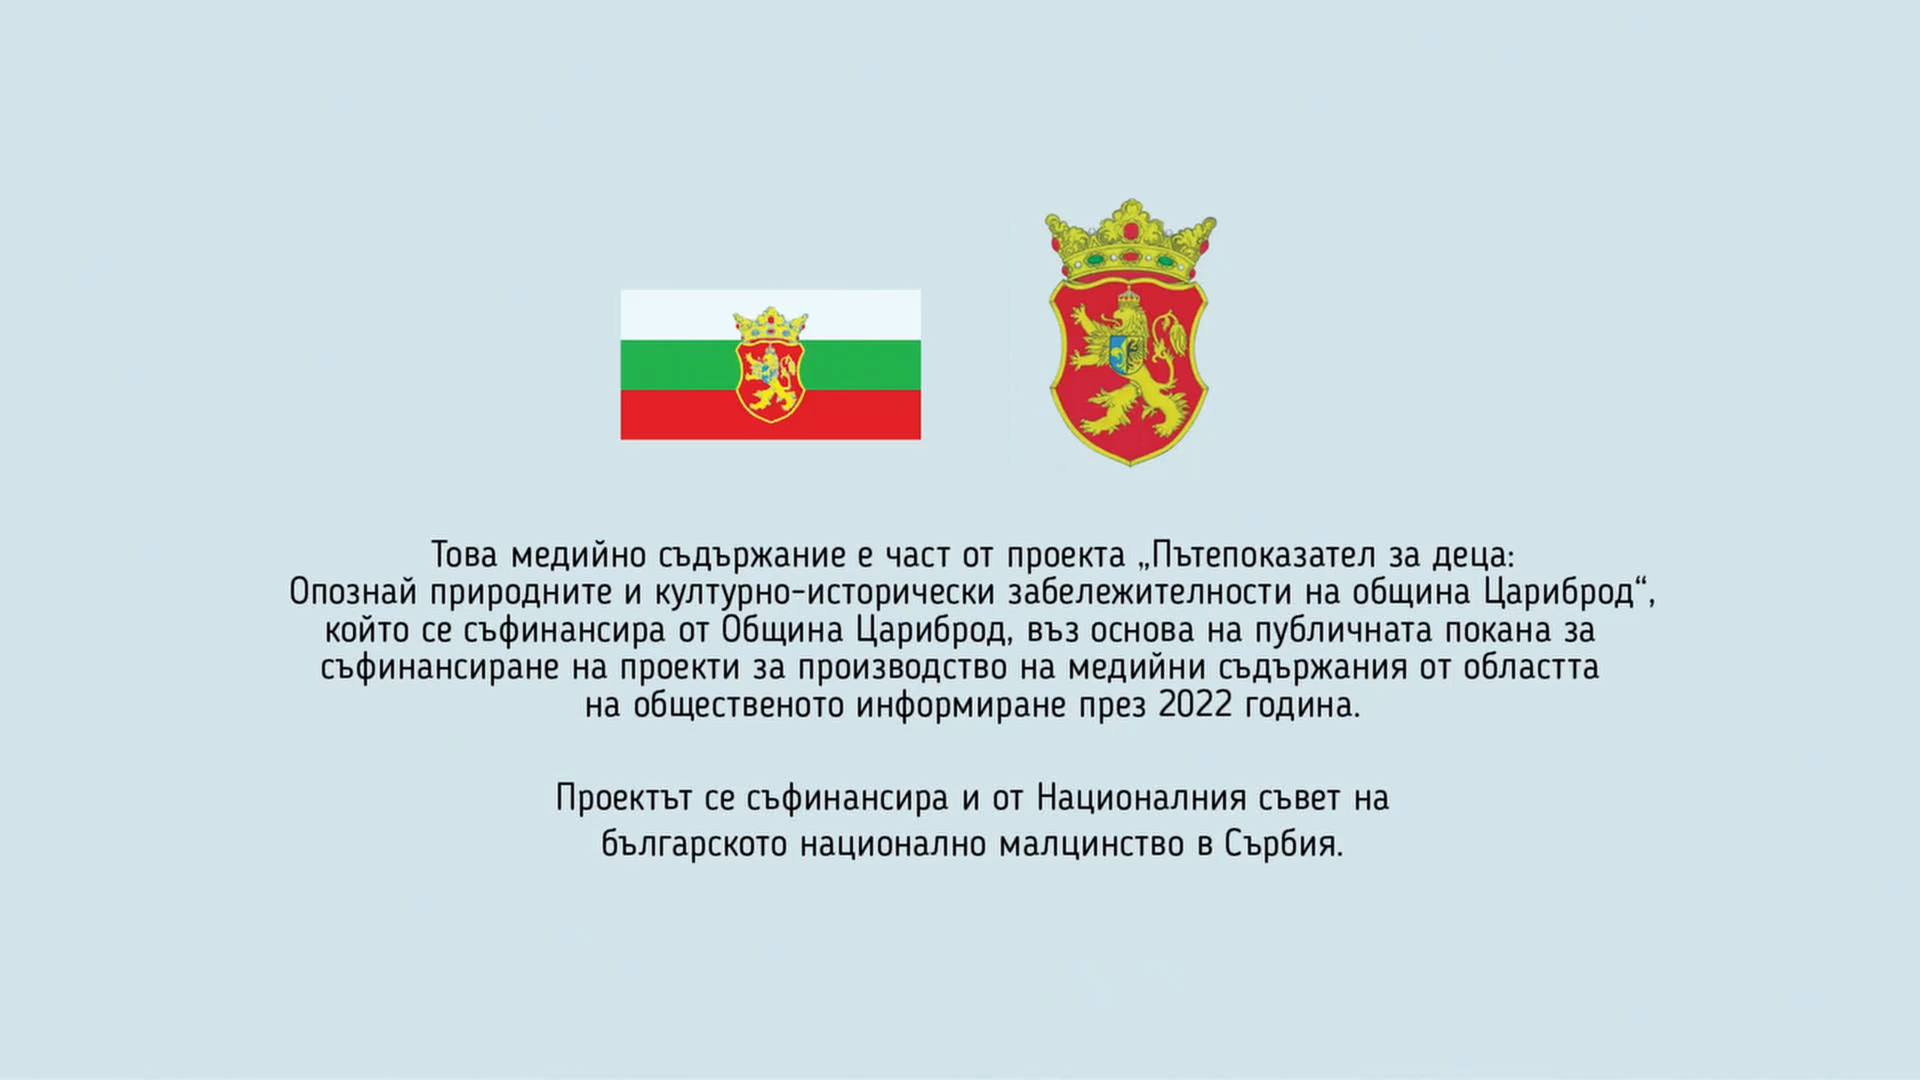 Това медийно съдържание е част от проекта „Пътепоказател за деца:
Опознай природните и културно-исторически забележителности на община Цариброд“,
който се съфинансира от Община Цариброд, въз основа на публичната покана за
съфинансиране на проекти за производство на медийни съдържания от областта
на общественото информиране през 2022 година.
Проектът се съфинансира и от Националния съвет на
българското национално малцинство в Сърбия.